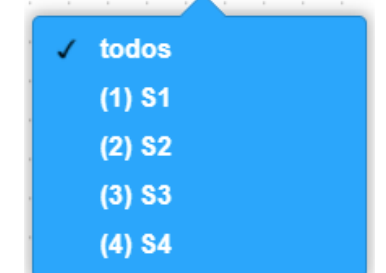 ✓ todos
(1) S1
(2) S2
(3) S3
(4) S4